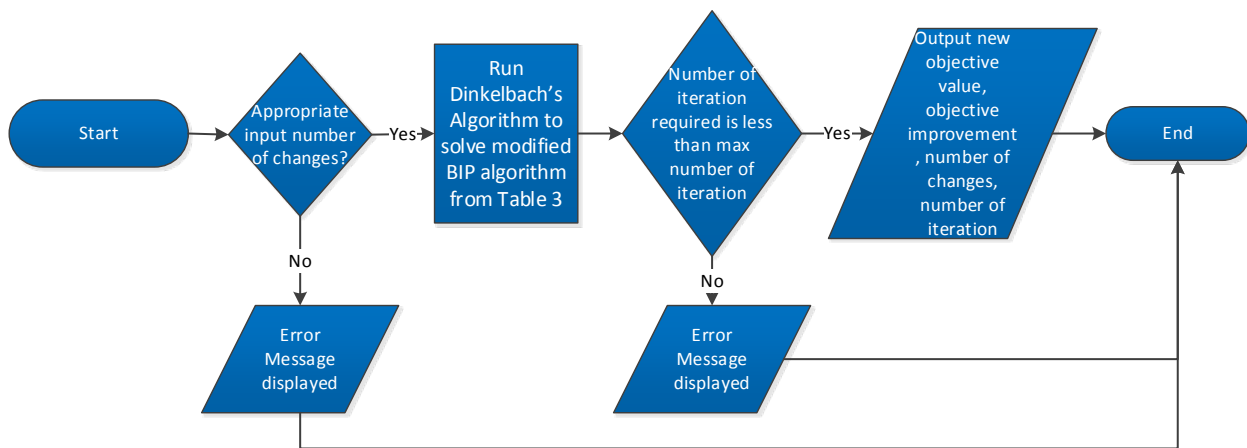 Start
Appropriate
input number
of changes?
Yes
Run
Dinkelbach's
Algorithm to
solve modified
BIP algorithm
from Table 3
Number of
iteration
required is less
than max
number of
iteration
Yes
Output new
objective
value,
objective
improvement
, number of
changes,
number of
iteration
End
No
Error
Message
displayed
No
Error
Message
displayed